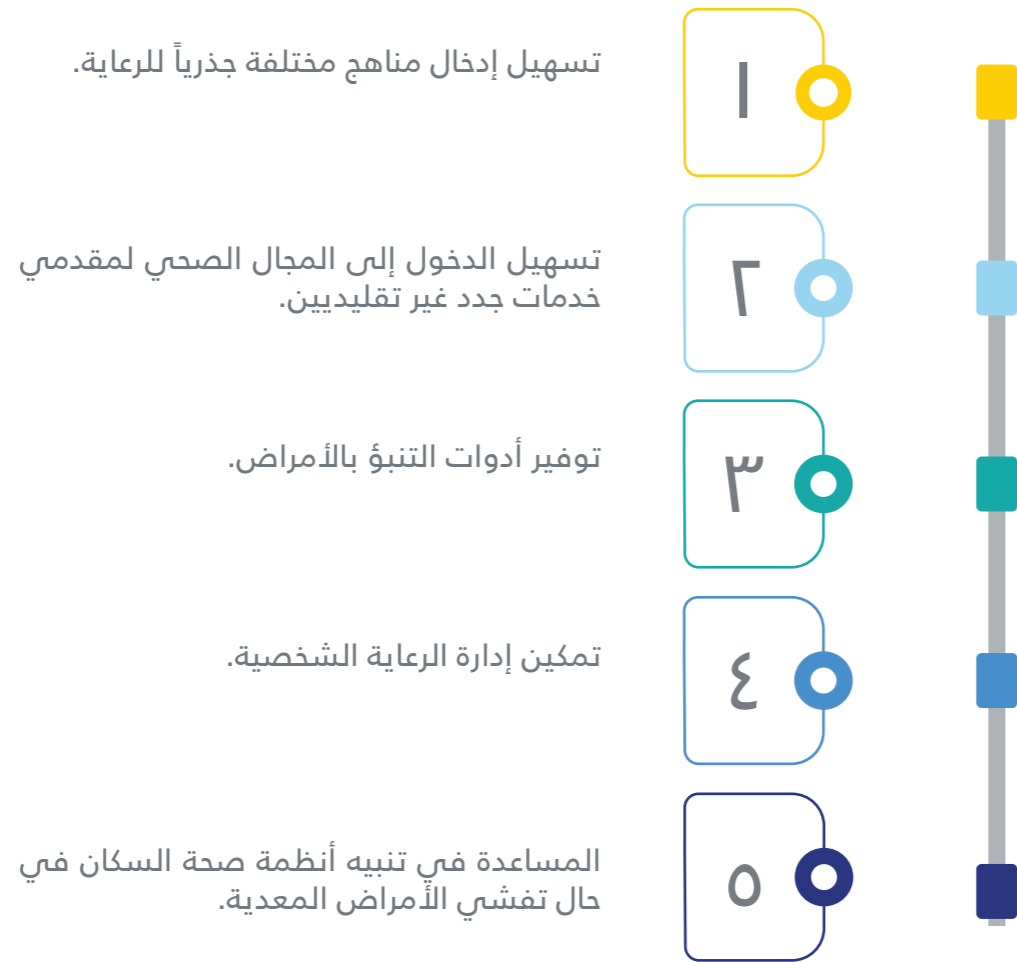 ١
تسهيل إدخال مناهج مختلفة جذرياً للرعاية.
٢
تسهيل الدخول إلى المجال الصحي لمقدمي
خدمات جدد غير تقليديين.
٣
توفير أدوات التنبؤ بالأمراض.
٤
تمكين إدارة الرعاية الشخصية.
٥
المساعدة في تنبيه أنظمة صحة السكان في
حال تفشي الأمراض المعدية.